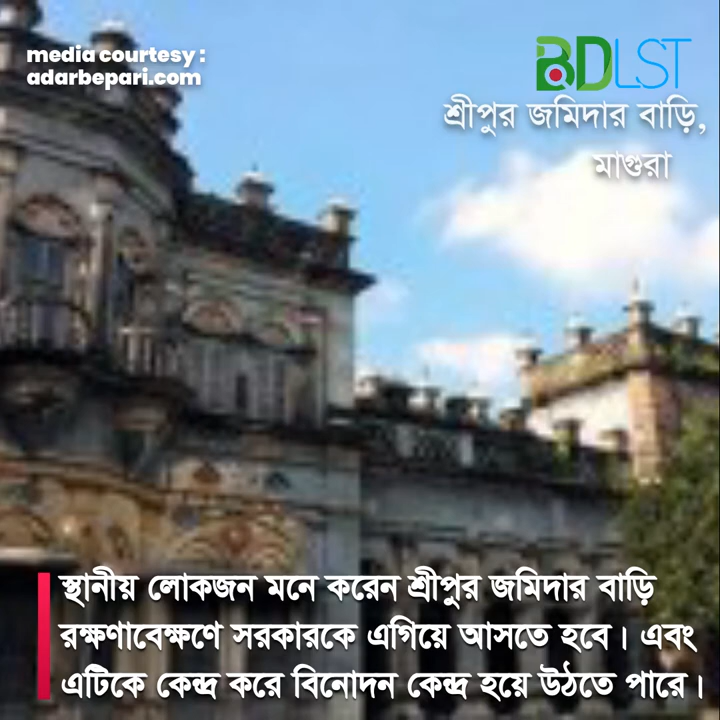 media courtesy :
adarbepari.com
BDLST
শ্রীপুর জমিদার বাড়ি,
মাগুরা
স্থানীয় লোকজন মনে করেন শ্রীপুর জমিদার বাড়ি
রক্ষণাবেক্ষণে সরকারকে এগিয়ে আসতে হবে। এবং
এটিকে কেন্দ্র করে বিনোদন কেন্দ্র হয়ে উঠতে পারে।